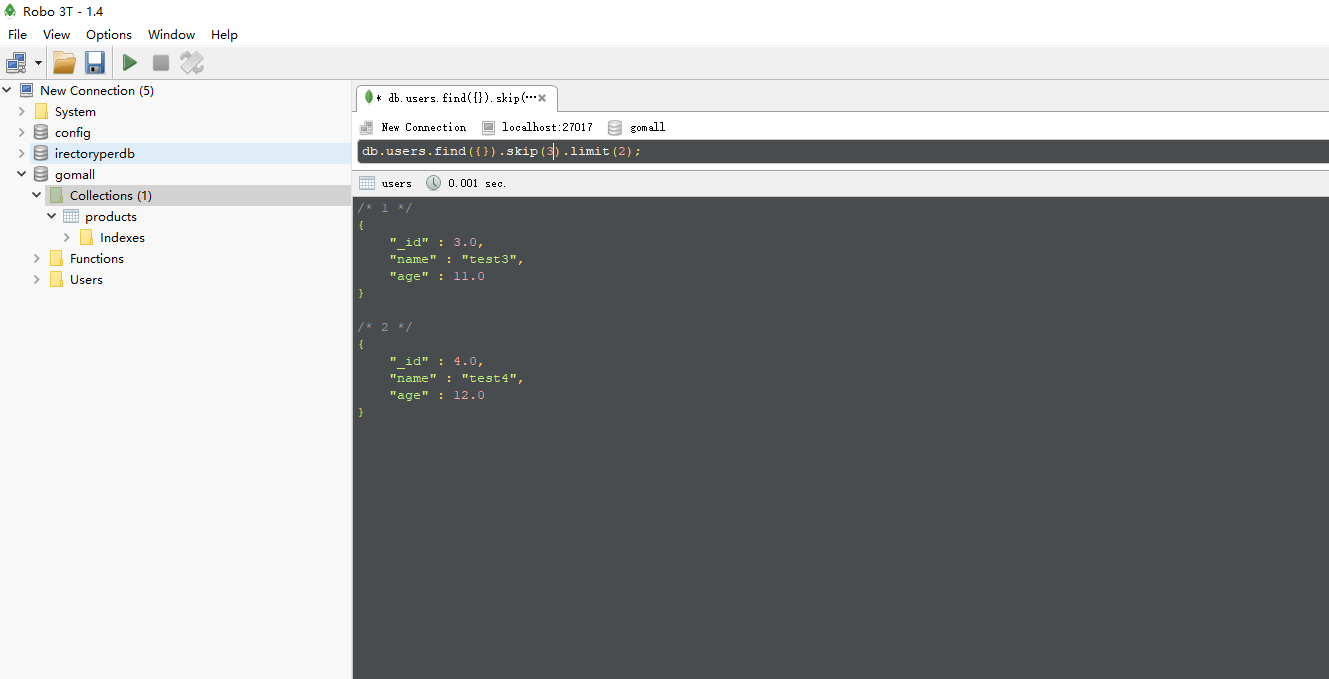 Robo 3T - 1.4
File View Options Window Help
New Connection (5)
System
config
irectoryperdb
gomall
Collections (1)
products
Indexes
Functions
Users
* db.users.find({}).skip(···
New Connection localhost:27017 gomall
db.users.find({}).skip(3).limit(2);
users 0.001 sec.
/* 1 */
{
"_id" : 3.0,
"name" : "test3",
"age" : 11.0
}
/* 2 */
{
"_id" : 4.0,
"name" : "test4",
"age" : 12.0
}